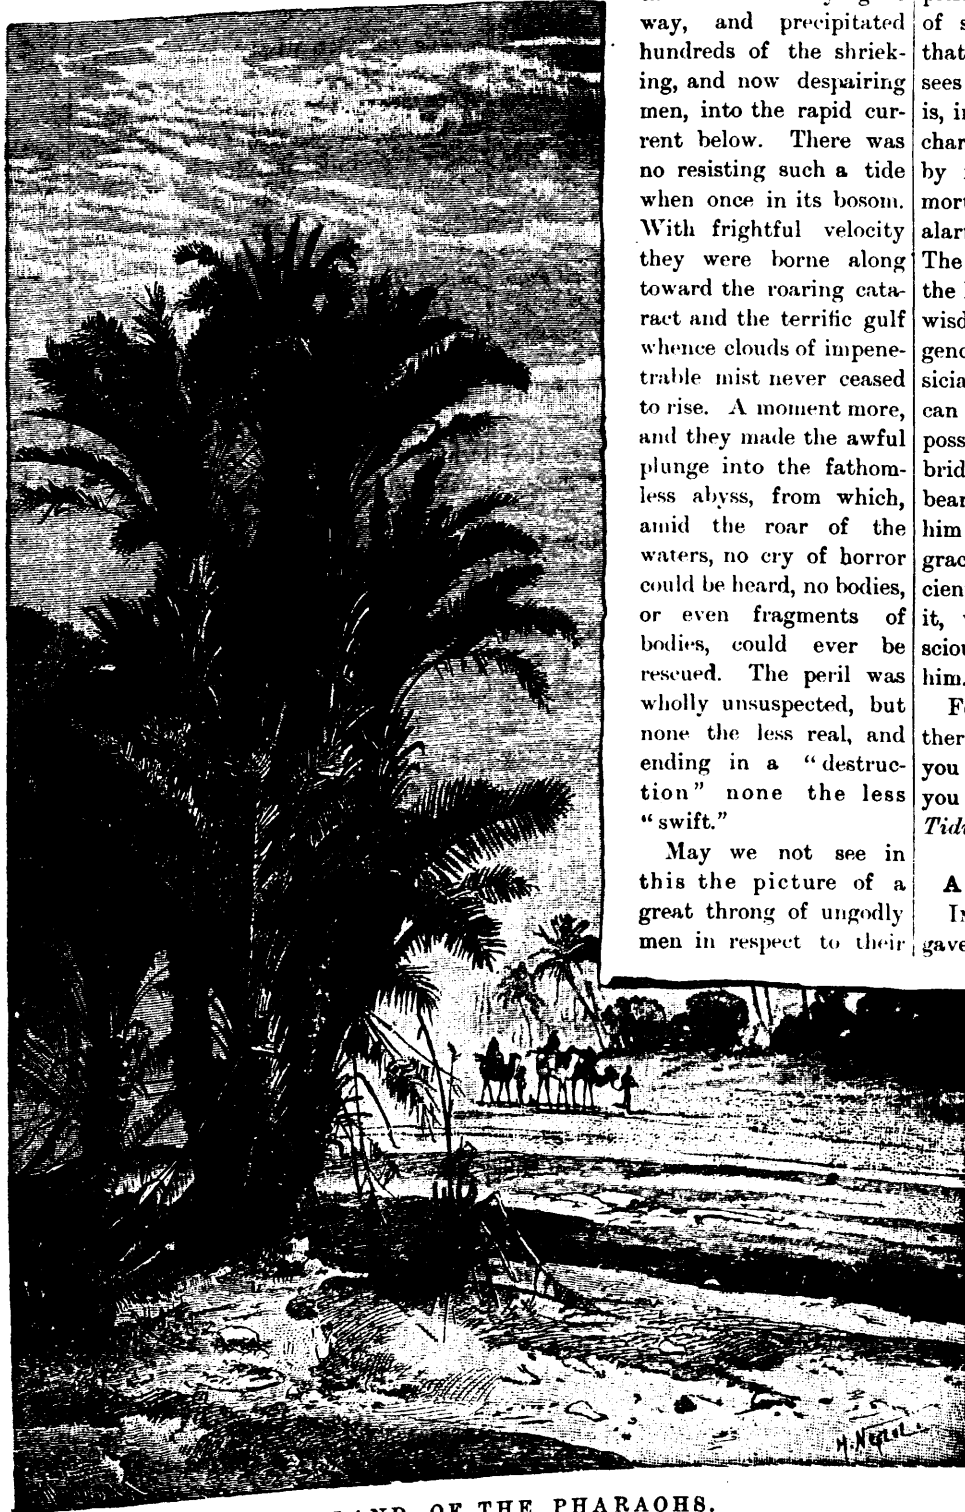 way, and precipitated
hundreds of the shriek-
ing, and now despairing
men, into the rapid cur-
rent below. There was
no resisting such a tide
when once in its bosom.
With frightful velocity
they were borne along
toward the roaring cata-
ract and the terrific gulf
whence clouds of impene-
trable mist never ceased
to rise. A moment more,
and they made the awful
plunge into the fathom-
less abyss, from which,
amid the roar of the
waters, no cry of horror
could be heard, no bodies,
or even fragments of
bodies, could ever be
rescued. The peril was
wholly unsuspected, but
none the less real, and
ending in a "destruc-
tion" none the less
"swift."
May we not see in
this the picture of a
great throng of ungodly
men in respect to their
of s
that
sees
is, i
char
by
mor
alar
The
the
wisd
genc
sicia
can
poss
brid
bear
him
grac
cien
it,
sciou
him.
F
ther
you
you
Tid
A
I
gave
OF THE PHARAOHS.